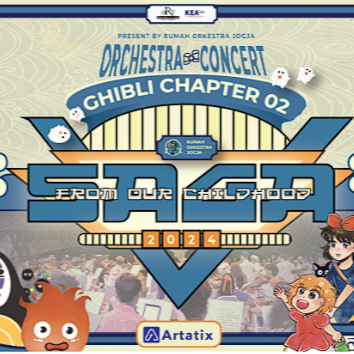 KEA
PRESENT BY RUMAH ORKESTRA JOGJA
ORCHESTRA CONCERT
GHIBLI CHAPTER 02
RUMAH
ORKESTRA
JOGJA
SAGA
FROM OUR CHILDHOOD
2024
Artatix